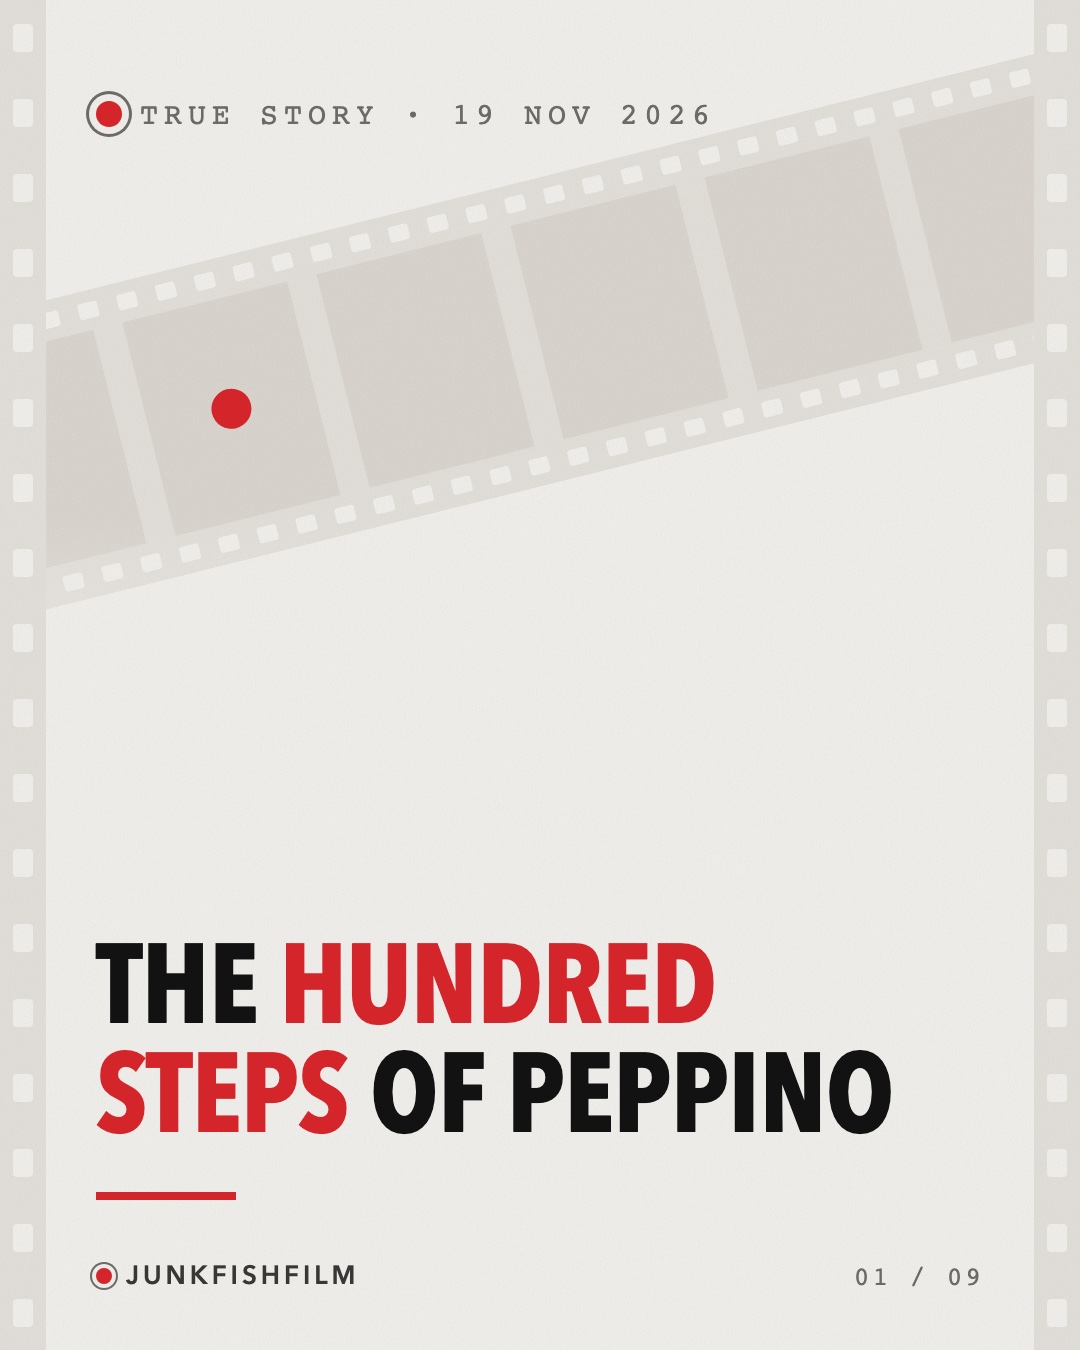 TRUE STORY · 19 NOV 2026
THE HUNDRED
STEPS OF PEPPINO
JUNKFISHFILM
01 / 09